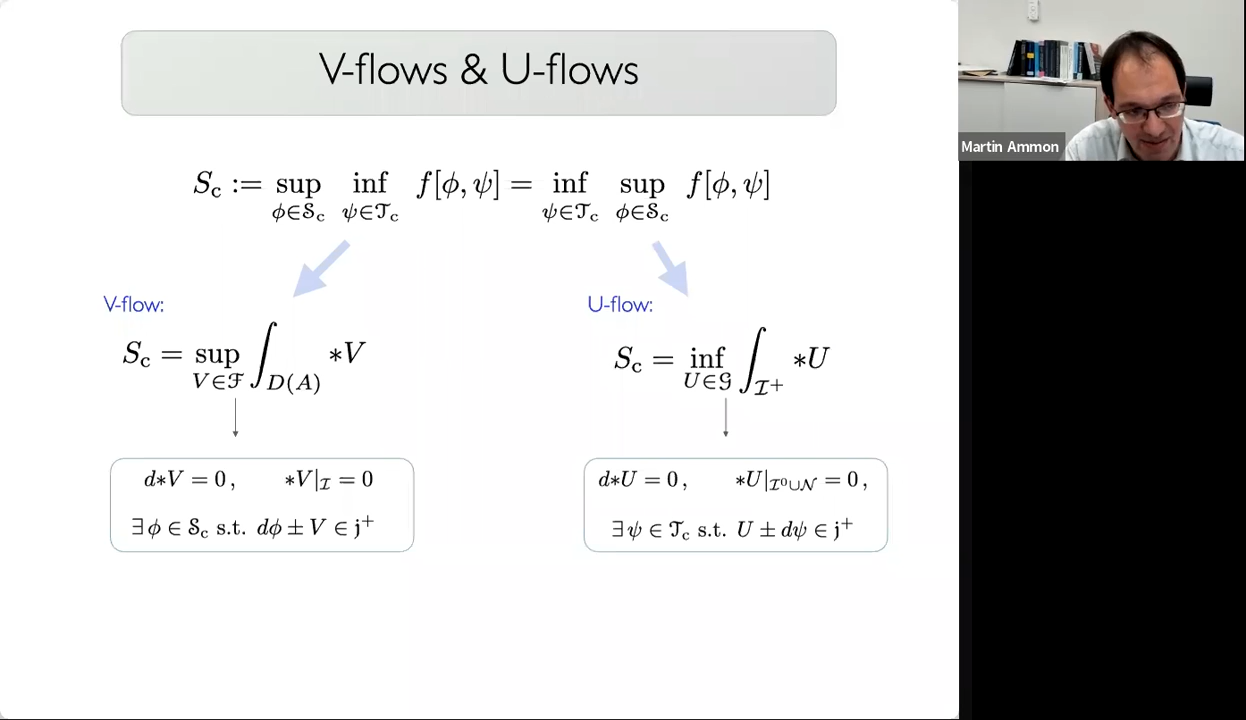 V-flows & U-flows
S_c := sup_{ϕ∈𝒮_c} inf_{ψ∈𝒯_c} f[ϕ, ψ] = inf_{ψ∈𝒯_c} sup_{ϕ∈𝒮_c} f[ϕ, ψ]
V-flow:
S_c = sup_{V∈ℱ} ∫_{D(A)} *V
d*V = 0, *V|_ℐ = 0
∃ϕ ∈ 𝒮_c s.t. dϕ ± V ∈ j⁺
U-flow:
S_c = inf_{U∈𝒢} ∫_{ℐ⁺} *U
d*U = 0, *U|_{ℐ⁰∪𝒩} = 0,
∃ψ ∈ 𝒯_c s.t. U ± dψ ∈ j⁺
Martin Ammon